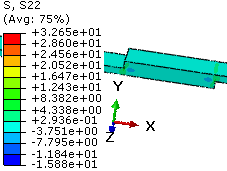 S, S22
(Avg: 75%)
+3.265e+01
+2.860e+01
+2.456e+01
+2.052e+01
+1.647e+01
+1.243e+01
+8.382e+00
+4.338e+00
+2.936e-01
-3.751e+00
-7.795e+00
-1.184e+01
-1.588e+01
Y
X
Z